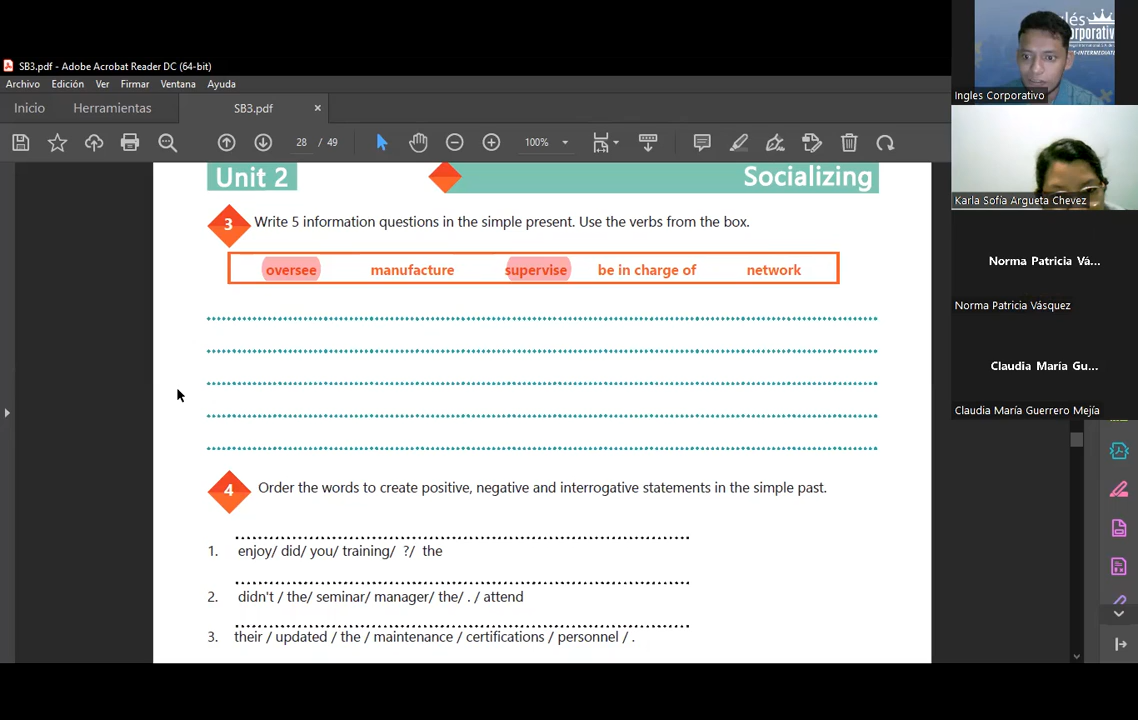 SB3.pdf - Adobe Acrobat Reader DC (64-bit)
Archivo Edición Ver Firmar Ventana Ayuda
Inicio Herramientas SB3.pdf ×
28 / 49 100%
Unit 2 Socializing
3 Write 5 information questions in the simple present. Use the verbs from the box.
oversee manufacture supervise be in charge of network
4 Order the words to create positive, negative and interrogative statements in the simple past.
1. enjoy/ did/ you/ training/ ?/ the
2. didn't / the/ seminar/ manager/ the/ . / attend
3. their / updated / the / maintenance / certifications / personnel / .
Ingles Corporativo
Karla Sofía Argueta Chevez
Norma Patricia Vá...
Norma Patricia Vásquez
Claudia María Gu...
Claudia María Guerrero Mejía